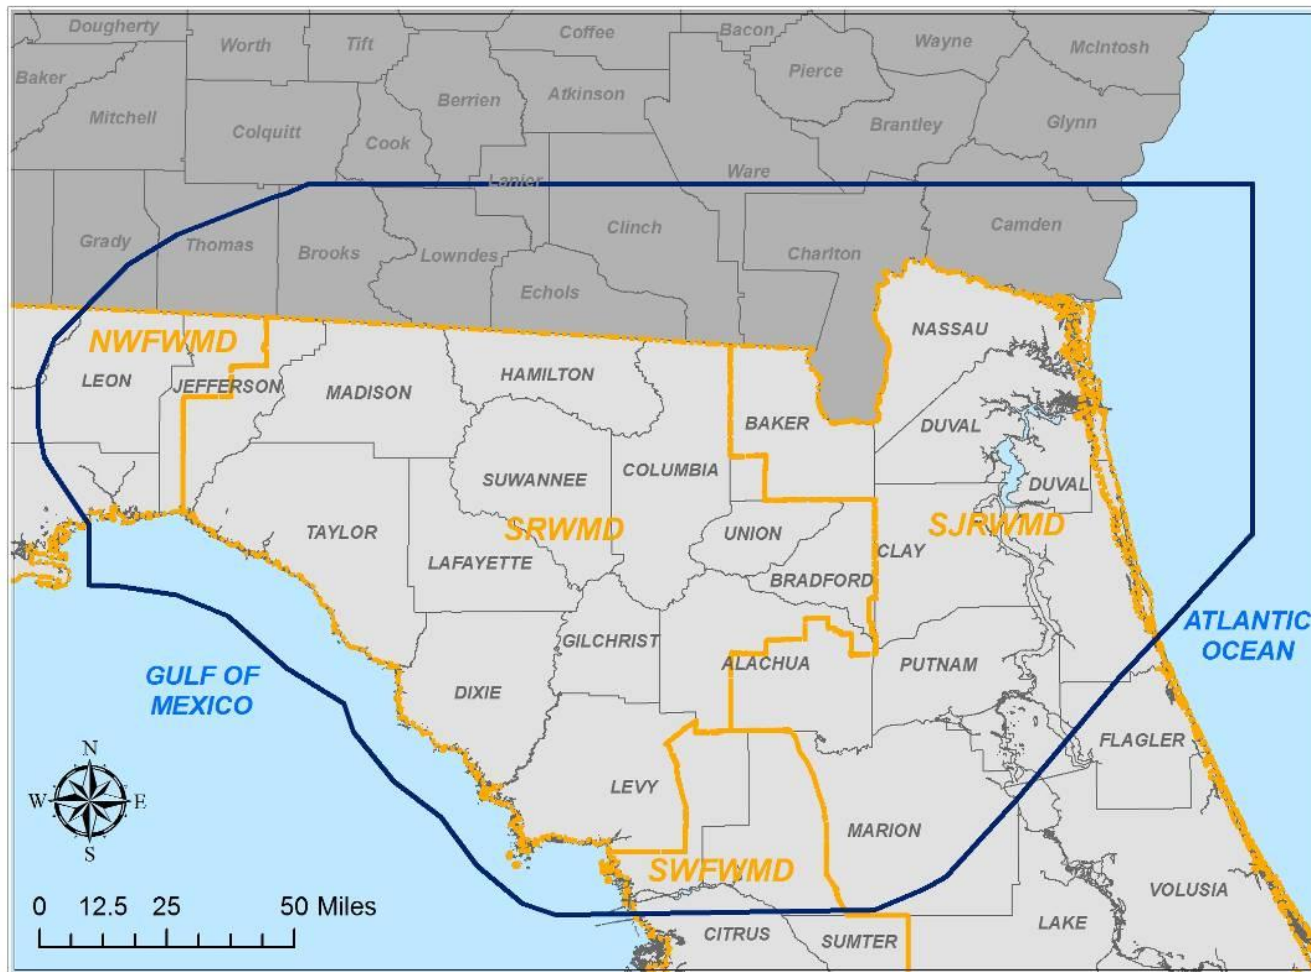 Dougherty
Worth
Tift
Coffee
Bacon
Wayne
McIntosh
Baker
Mitchell
Colquitt
Cook
Berrien
Atkinson
Pierce
Brantley
Glynn
Ware
Lanier
Grady
Thomas
Brooks
Lowndes
Clinch
Echols
Charlton
Camden
NWFWMD
LEON
JEFFERSON
MADISON
HAMILTON
NASSAU
BAKER
DUVAL
DUVAL
COLUMBIA
SUWANNEE
TAYLOR
SRWMD
LAFAYETTE
UNION
BRADFORD
CLAY
SJRWMD
GILCHRIST
ALACHUA
PUTNAM
DIXIE
GULF OF
MEXICO
ATLANTIC
OCEAN
FLAGLER
LEVY
MARION
SWFWMD
VOLUSIA
CITRUS
SUMTER
LAKE
N
W
E
S
0 12.5 25 50 Miles